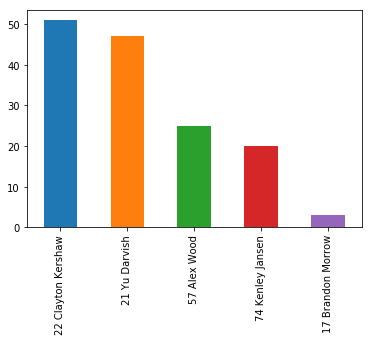 50
40
30
20
10
0
22 Clayton Kershaw
21 Yu Darvish
57 Alex Wood
74 Kenley Jansen
17 Brandon Morrow